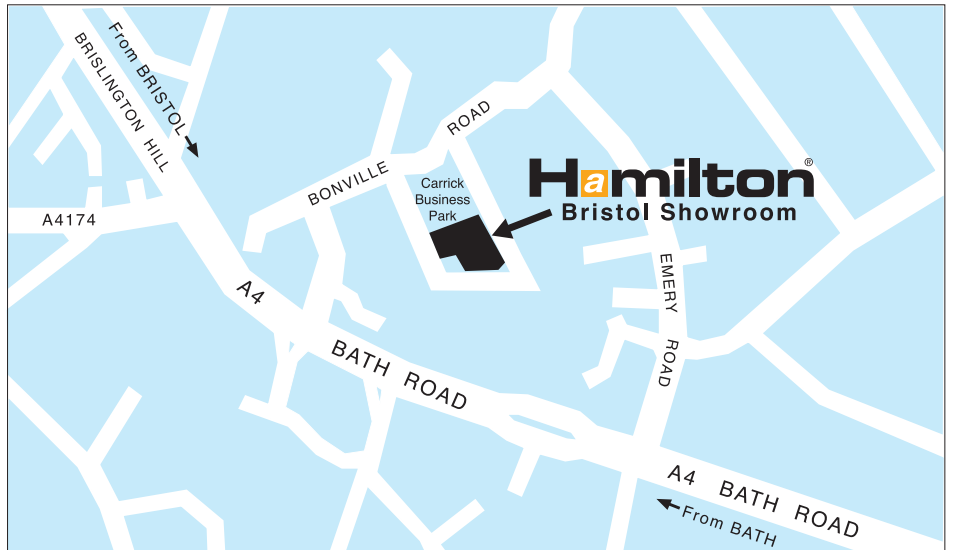 From BRISTOL
BRISLINGTON HILL
A4174
BONVILLE
ROAD
Carrick
Business
Park
Hamilton®
Bristol Showroom
EMERY
ROAD
A4
BATH ROAD
A4 BATH ROAD
From BATH